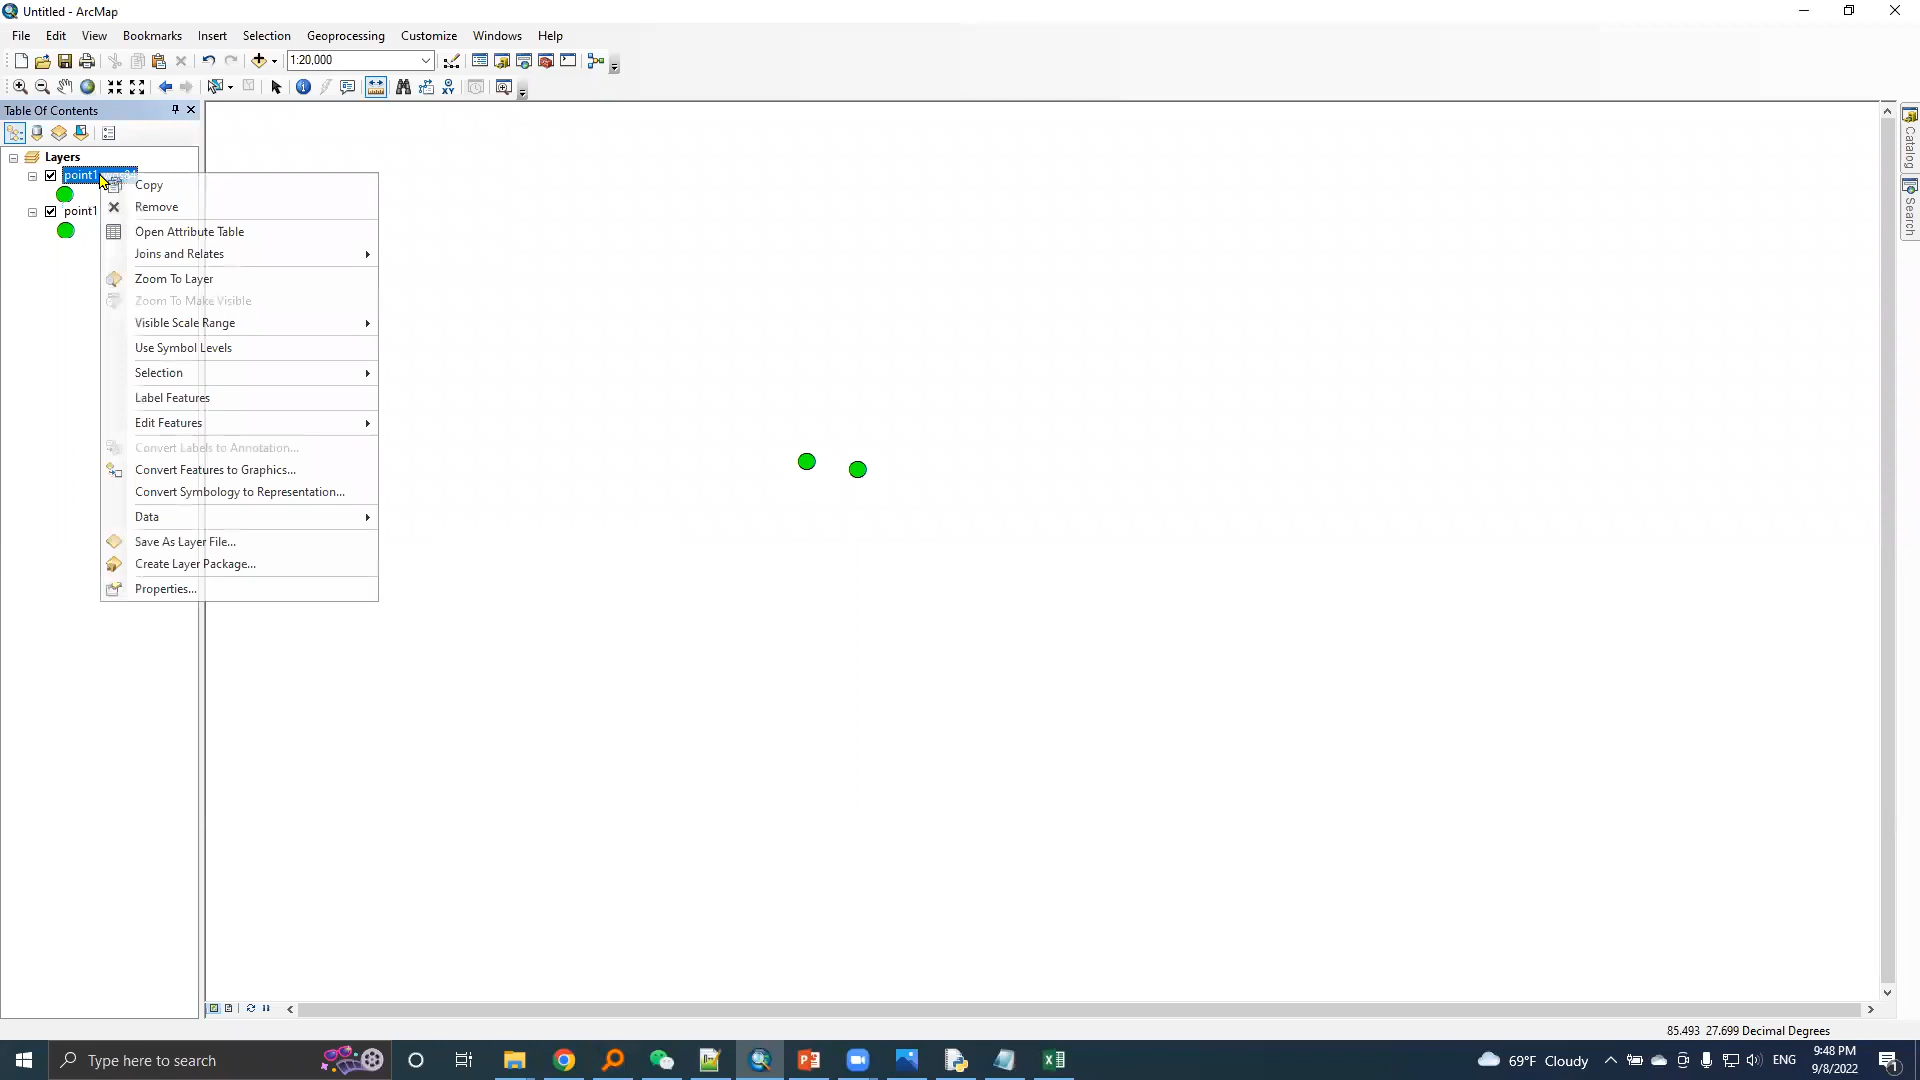 Untitled - ArcMap
File Edit View Bookmarks Insert Selection Geoprocessing Customize Windows Help
1:20,000
Table Of Contents
Layers
point1
Copy
Remove
point1
Open Attribute Table
Joins and Relates
Zoom To Layer
Zoom To Make Visible
Visible Scale Range
Use Symbol Levels
Selection
Label Features
Edit Features
Convert Labels to Annotation...
Convert Features to Graphics...
Convert Symbology to Representation...
Data
Save As Layer File...
Create Layer Package...
Properties...
Catalog
Search
85.493 27.699 Decimal Degrees
Type here to search
69°F Cloudy
ENG
9:48 PM
9/8/2022
1